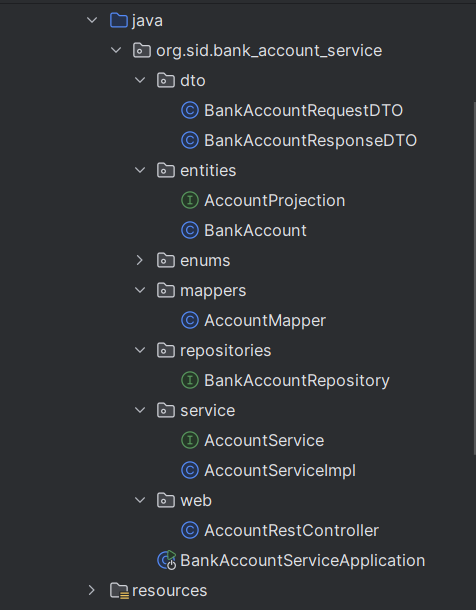 java
org.sid.bank_account_service
dto
BankAccountRequestDTO
BankAccountResponseDTO
entities
AccountProjection
BankAccount
enums
mappers
AccountMapper
repositories
BankAccountRepository
service
AccountService
AccountServiceImpl
web
AccountRestController
BankAccountServiceApplication
resources